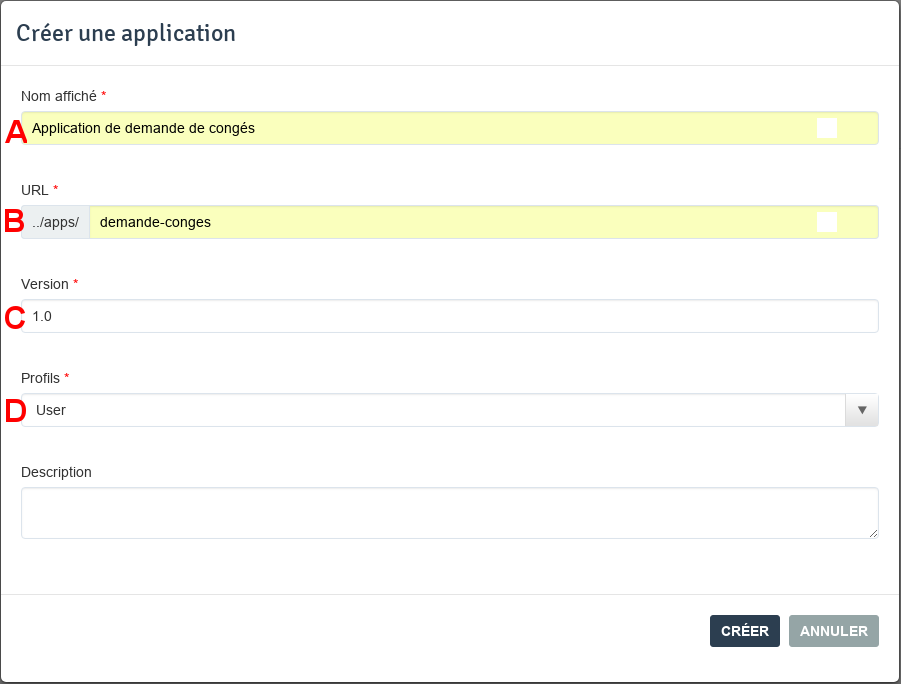 Créer une application
Nom affiché *
A Application de demande de congés
URL *
B ../apps/ demande-conges
Version *
C 1.0
Profils *
D User
Description
CRÉER ANNULER